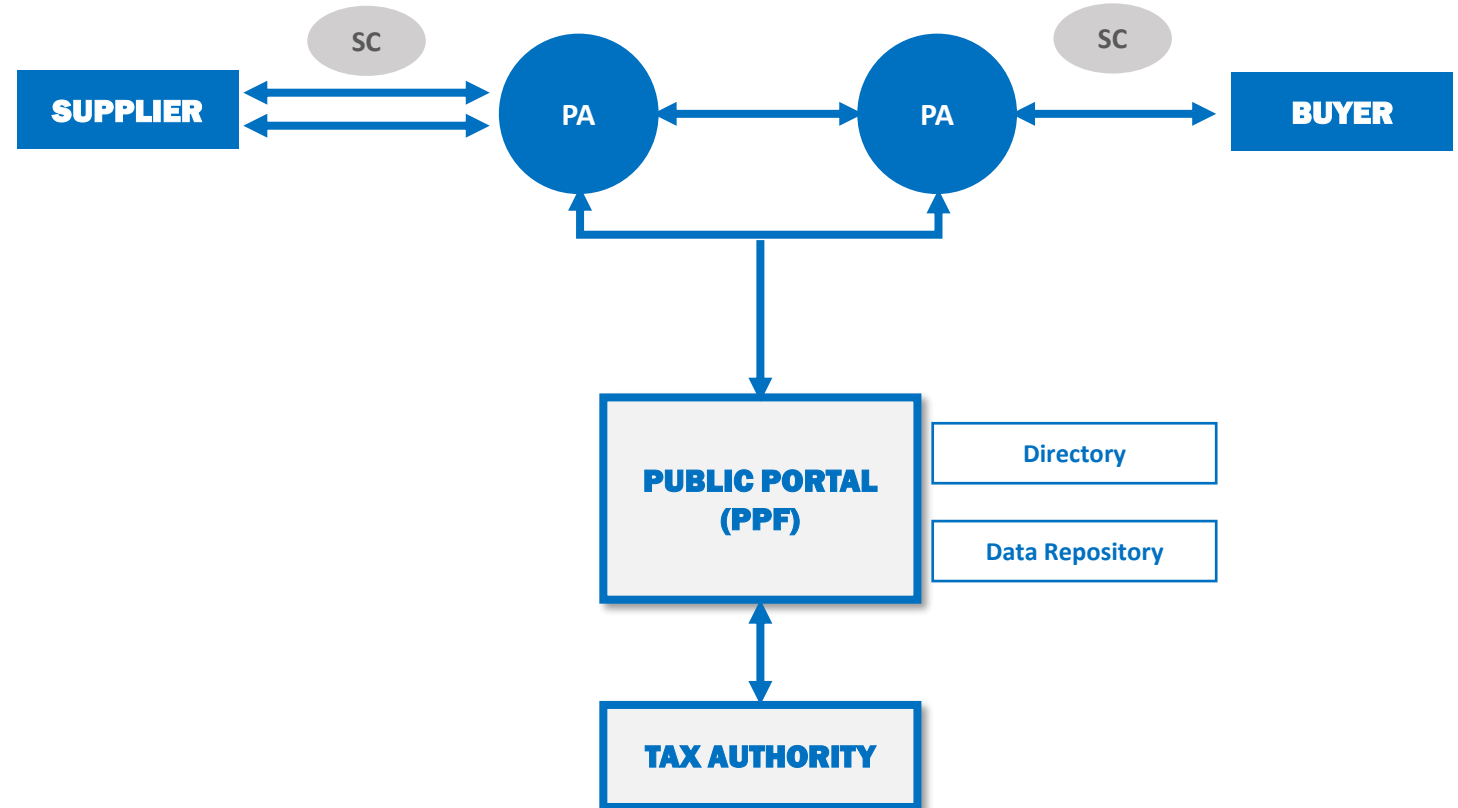 SC
SC
SUPPLIER
PA
PA
BUYER
Directory
PUBLIC PORTAL
(PPF)
Data Repository
TAX AUTHORITY